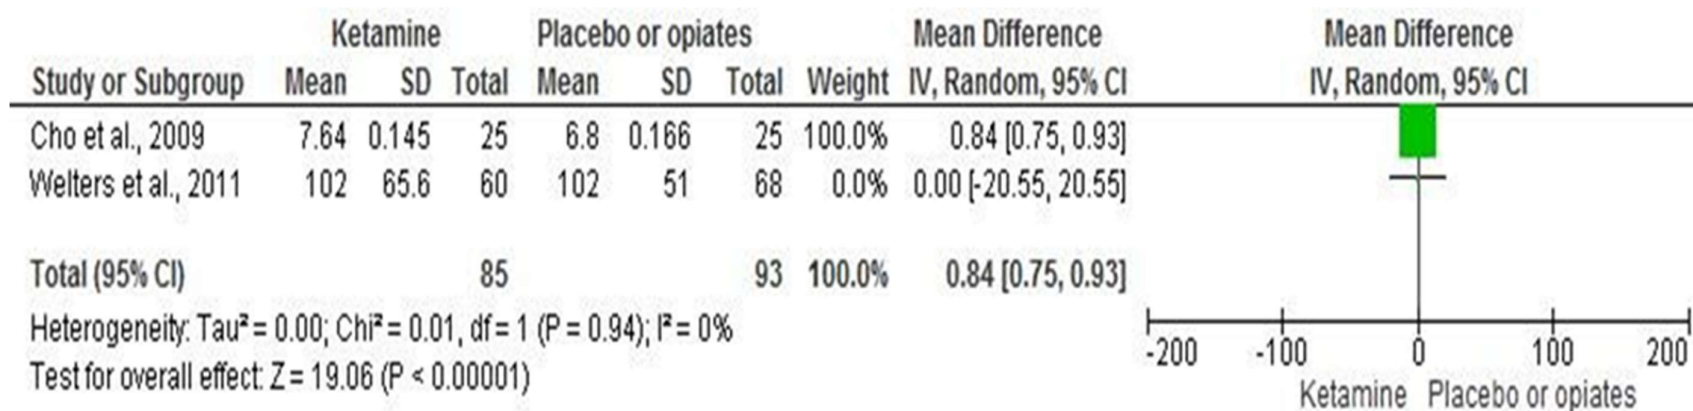 Ketamine Placebo or opiates Mean Difference Mean Difference
Study or Subgroup Mean SD Total Mean SD Total Weight IV, Random, 95% CI IV, Random, 95% CI
Cho et al., 2009 7.64 0.145 25 6.8 0.166 25 100.0% 0.84 [0.75, 0.93]
Welters et al., 2011 102 65.6 60 102 51 68 0.0% 0.00 [-20.55, 20.55]
Total (95% CI) 85 93 100.0% 0.84 [0.75, 0.93]
Heterogeneity: Tau² = 0.00; Chi² = 0.01, df = 1 (P = 0.94); I² = 0%
Test for overall effect: Z = 19.06 (P < 0.00001)
-200 -100 0 100 200
Ketamine Placebo or opiates